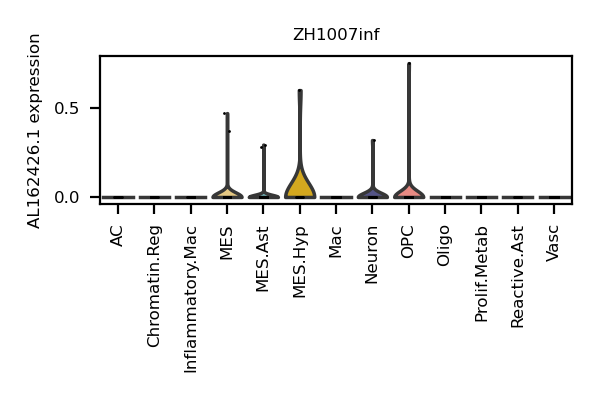 ZH1007inf
AL162426.1 expression
0.5
0.0
AC
Chromatin.Reg
Inflammatory.Mac
MES
MES.Ast
MES.Hyp
Mac
Neuron
OPC
Oligo
Prolif.Metab
Reactive.Ast
Vasc